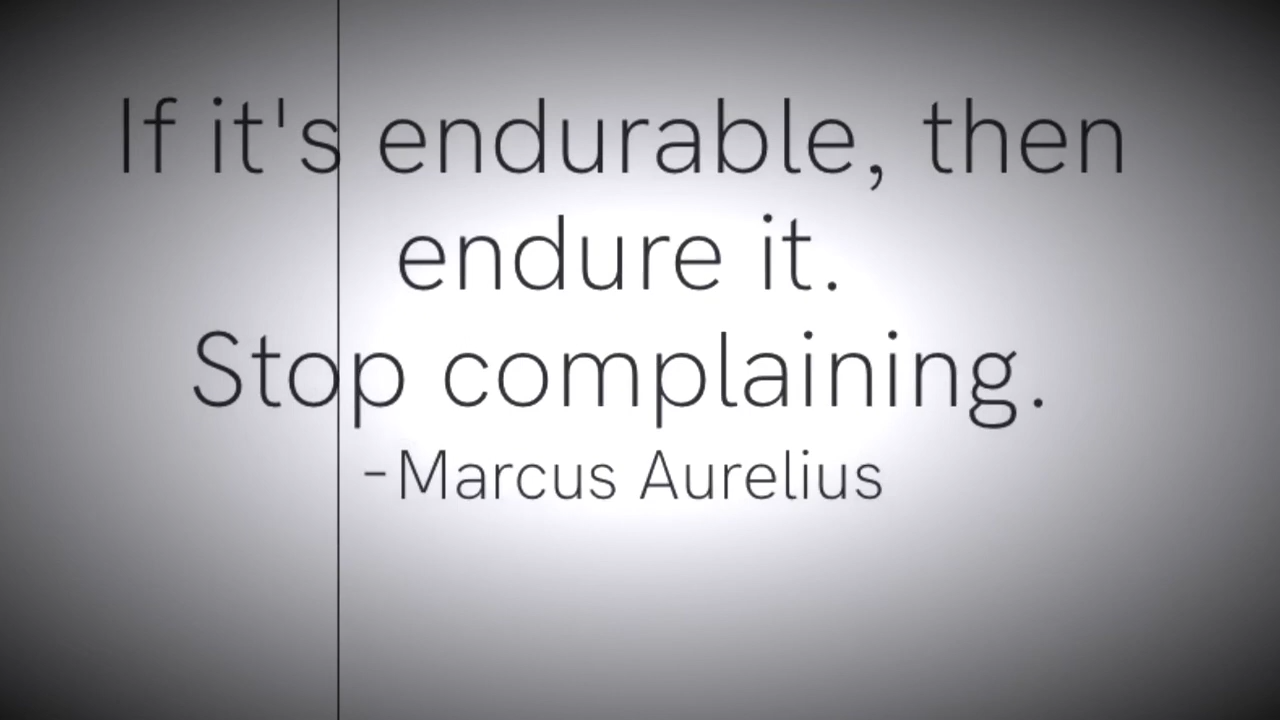 If it's endurable, then
endure it.
Stop complaining.
-Marcus Aurelius